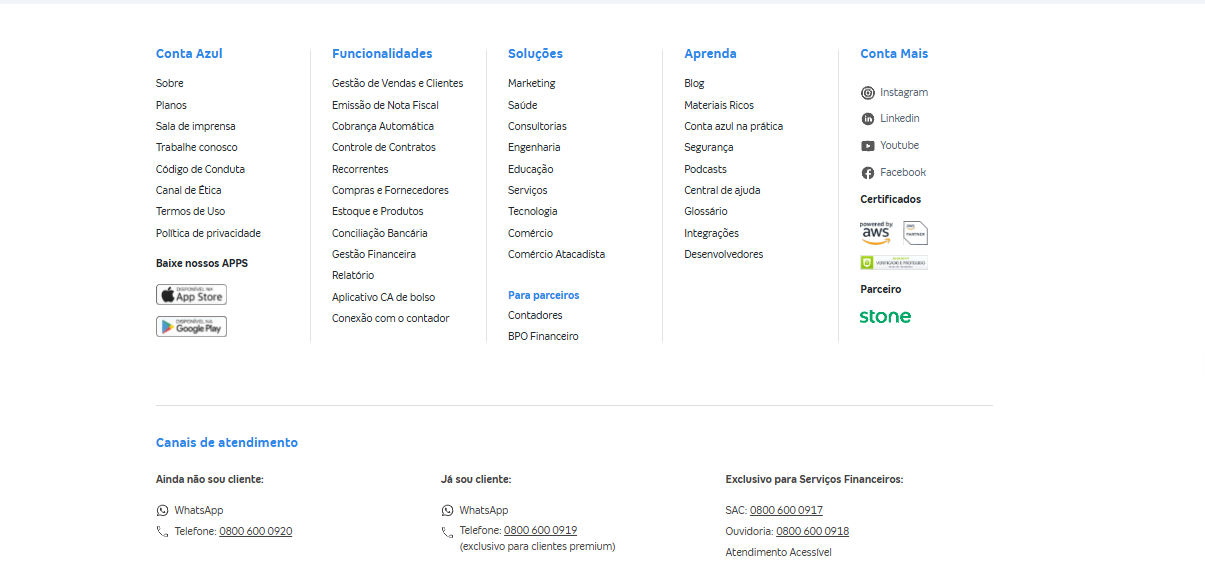 Conta Azul
Sobre
Planos
Sala de imprensa
Trabalhe conosco
Código de Conduta
Canal de Ética
Termos de Uso
Política de privacidade
Baixe nossos APPS
DISPONÍVEL NA
App Store
DISPONÍVEL NA
Google Play
Funcionalidades
Gestão de Vendas e Clientes
Emissão de Nota Fiscal
Cobrança Automática
Controle de Contratos
Recorrentes
Compras e Fornecedores
Estoque e Produtos
Conciliação Bancária
Gestão Financeira
Relatório
Aplicativo CA de bolso
Conexão com o contador
Soluções
Marketing
Saúde
Consultorias
Engenharia
Educação
Serviços
Tecnologia
Comércio
Comércio Atacadista
Para parceiros
Contadores
BPO Financeiro
Aprenda
Blog
Materiais Ricos
Conta azul na prática
Segurança
Podcasts
Central de ajuda
Glossário
Integrações
Desenvolvedores
Conta Mais
Instagram
Linkedin
Youtube
Facebook
Certificados
powered by
aws
aws
PARTNER
VERIFICADO E PROTEGIDO
Parceiro
stone
Canais de atendimento
Ainda não sou cliente:
WhatsApp
Telefone: 0800 600 0920
Já sou cliente:
WhatsApp
Telefone: 0800 600 0919
(exclusivo para clientes premium)
Exclusivo para Serviços Financeiros:
SAC: 0800 600 0917
Ouvidoria: 0800 600 0918
Atendimento Acessível